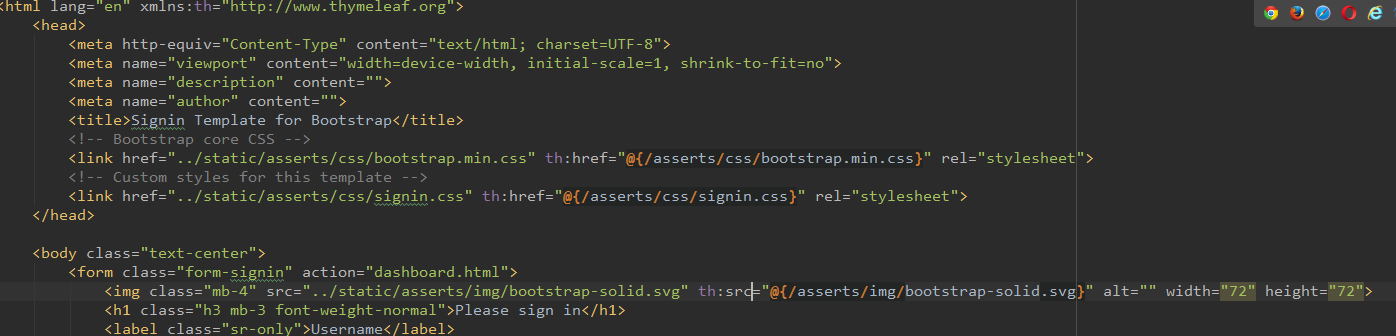 <html lang="en" xmlns:th="http://www.thymeleaf.org">
<head>
<meta http-equiv="Content-Type" content="text/html; charset=UTF-8">
<meta name="viewport" content="width=device-width, initial-scale=1, shrink-to-fit=no">
<meta name="description" content="">
<meta name="author" content="">
<title>Signin Template for Bootstrap</title>
<!-- Bootstrap core CSS -->
<link href="../static/asserts/css/bootstrap.min.css" th:href="@{/asserts/css/bootstrap.min.css}" rel="stylesheet">
<!-- Custom styles for this template -->
<link href="../static/asserts/css/signin.css" th:href="@{/asserts/css/signin.css}" rel="stylesheet">
</head>
<body class="text-center">
<form class="form-signin" action="dashboard.html">
<img class="mb-4" src="../static/asserts/img/bootstrap-solid.svg" th:src="@{/asserts/img/bootstrap-solid.svg}" alt="" width="72" height="72">
<h1 class="h3 mb-3 font-weight-normal">Please sign in</h1>
<label class="sr-only">Username</label>